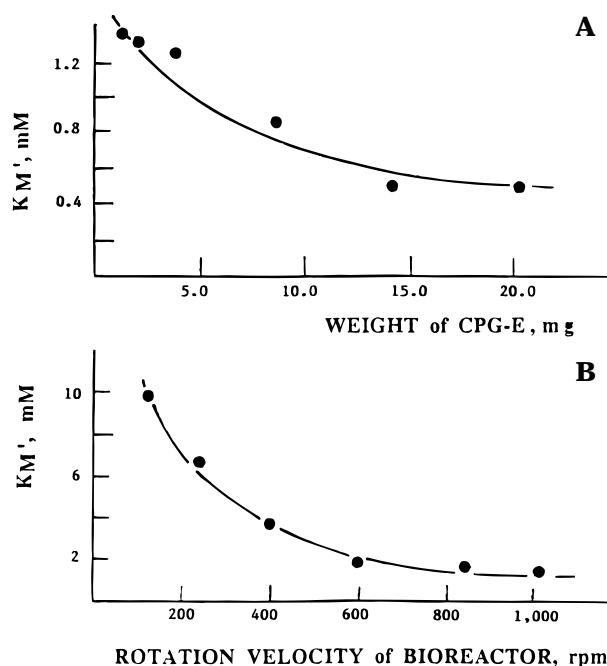 A
1.2
0.8
0.4
KM', mM
5.0 10.0 15.0 20.0
WEIGHT of CPG-E, mg
B
10
6
2
KM', mM
200 400 600 800 1,000
ROTATION VELOCITY of BIOREACTOR, rpm